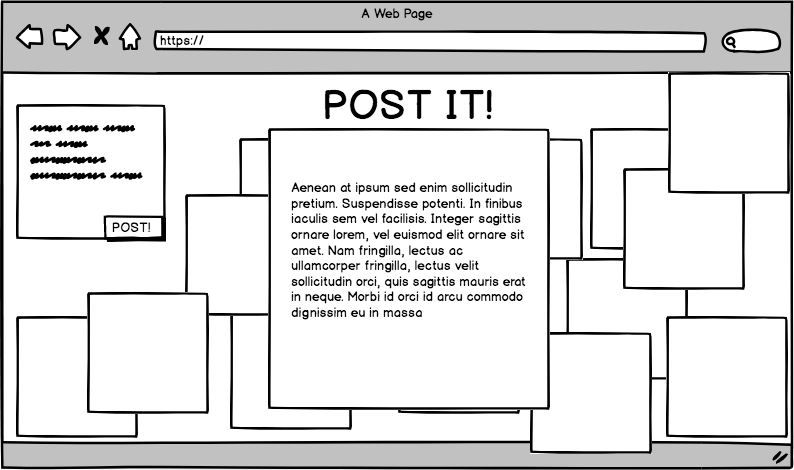 A Web Page
https://
POST IT!
POST!
Aenean at ipsum sed enim sollicitudin
pretium. Suspendisse potenti. In finibus
iaculis sem vel facilisis. Integer sagittis
ornare lorem, vel euismod elit ornare sit
amet. Nam fringilla, lectus ac
ullamcorper fringilla, lectus velit
sollicitudin orci, quis sagittis mauris erat
in neque. Morbi id orci id arcu commodo
dignissim eu in massa